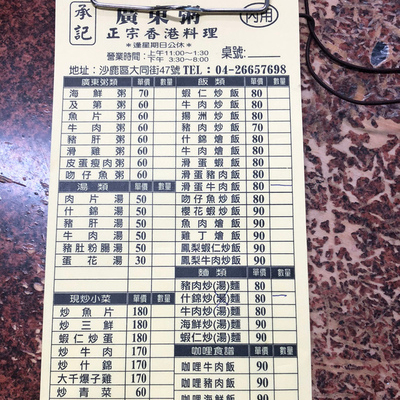 承記
廣東粥
內用
正宗香港料理
*逢星期日公休*
營業時間：上午11:00~1:30
下午 3:30~8:00
桌號:
地址：沙鹿區大同街47號 TEL：04-26657698
廣東粥類 單價 數量
海鮮粥 70
及第粥 60
魚片粥 60
牛肉粥 60
豬肝粥 60
滑雞粥 60
皮蛋瘦肉粥 60
吻仔魚粥 60
湯類 單價 數量
肉片湯 50
什錦湯 50
魚片湯 50
豬肝湯 50
牛肉湯 50
豬肚粉腸湯 50
蛋花湯 30
現炒小菜 單價 數量
炒魚片 180
炒三鮮 180
蝦仁炒蛋 180
炒牛肉 170
炒什錦 170
大千爆子雞 170
炒青菜 60
飯類 單價 數量
蝦仁炒飯 80
牛肉炒飯 80
揚洲炒飯 80
豬肉炒飯 70
什錦燴飯 80
牛肉燴飯 80
滑蛋蝦飯 80
滑蛋豬肉飯 80
滑蛋牛肉飯 80
吻仔魚炒飯 80
櫻花蝦炒飯 90
魚肉燴飯 90
雞丁燴飯 90
鳳梨蝦仁炒飯 90
鳳梨牛肉炒飯 90
麵類 單價 數量
豬肉炒(湯)麵 80
什錦炒(湯)麵 80
牛肉炒(湯)麵 80
海鮮炒(湯)麵 90
蝦仁炒(湯)麵 90
咖哩食譜 單價 數量
咖哩牛肉飯 90
咖哩豬肉飯 90
咖哩海鮮飯 90